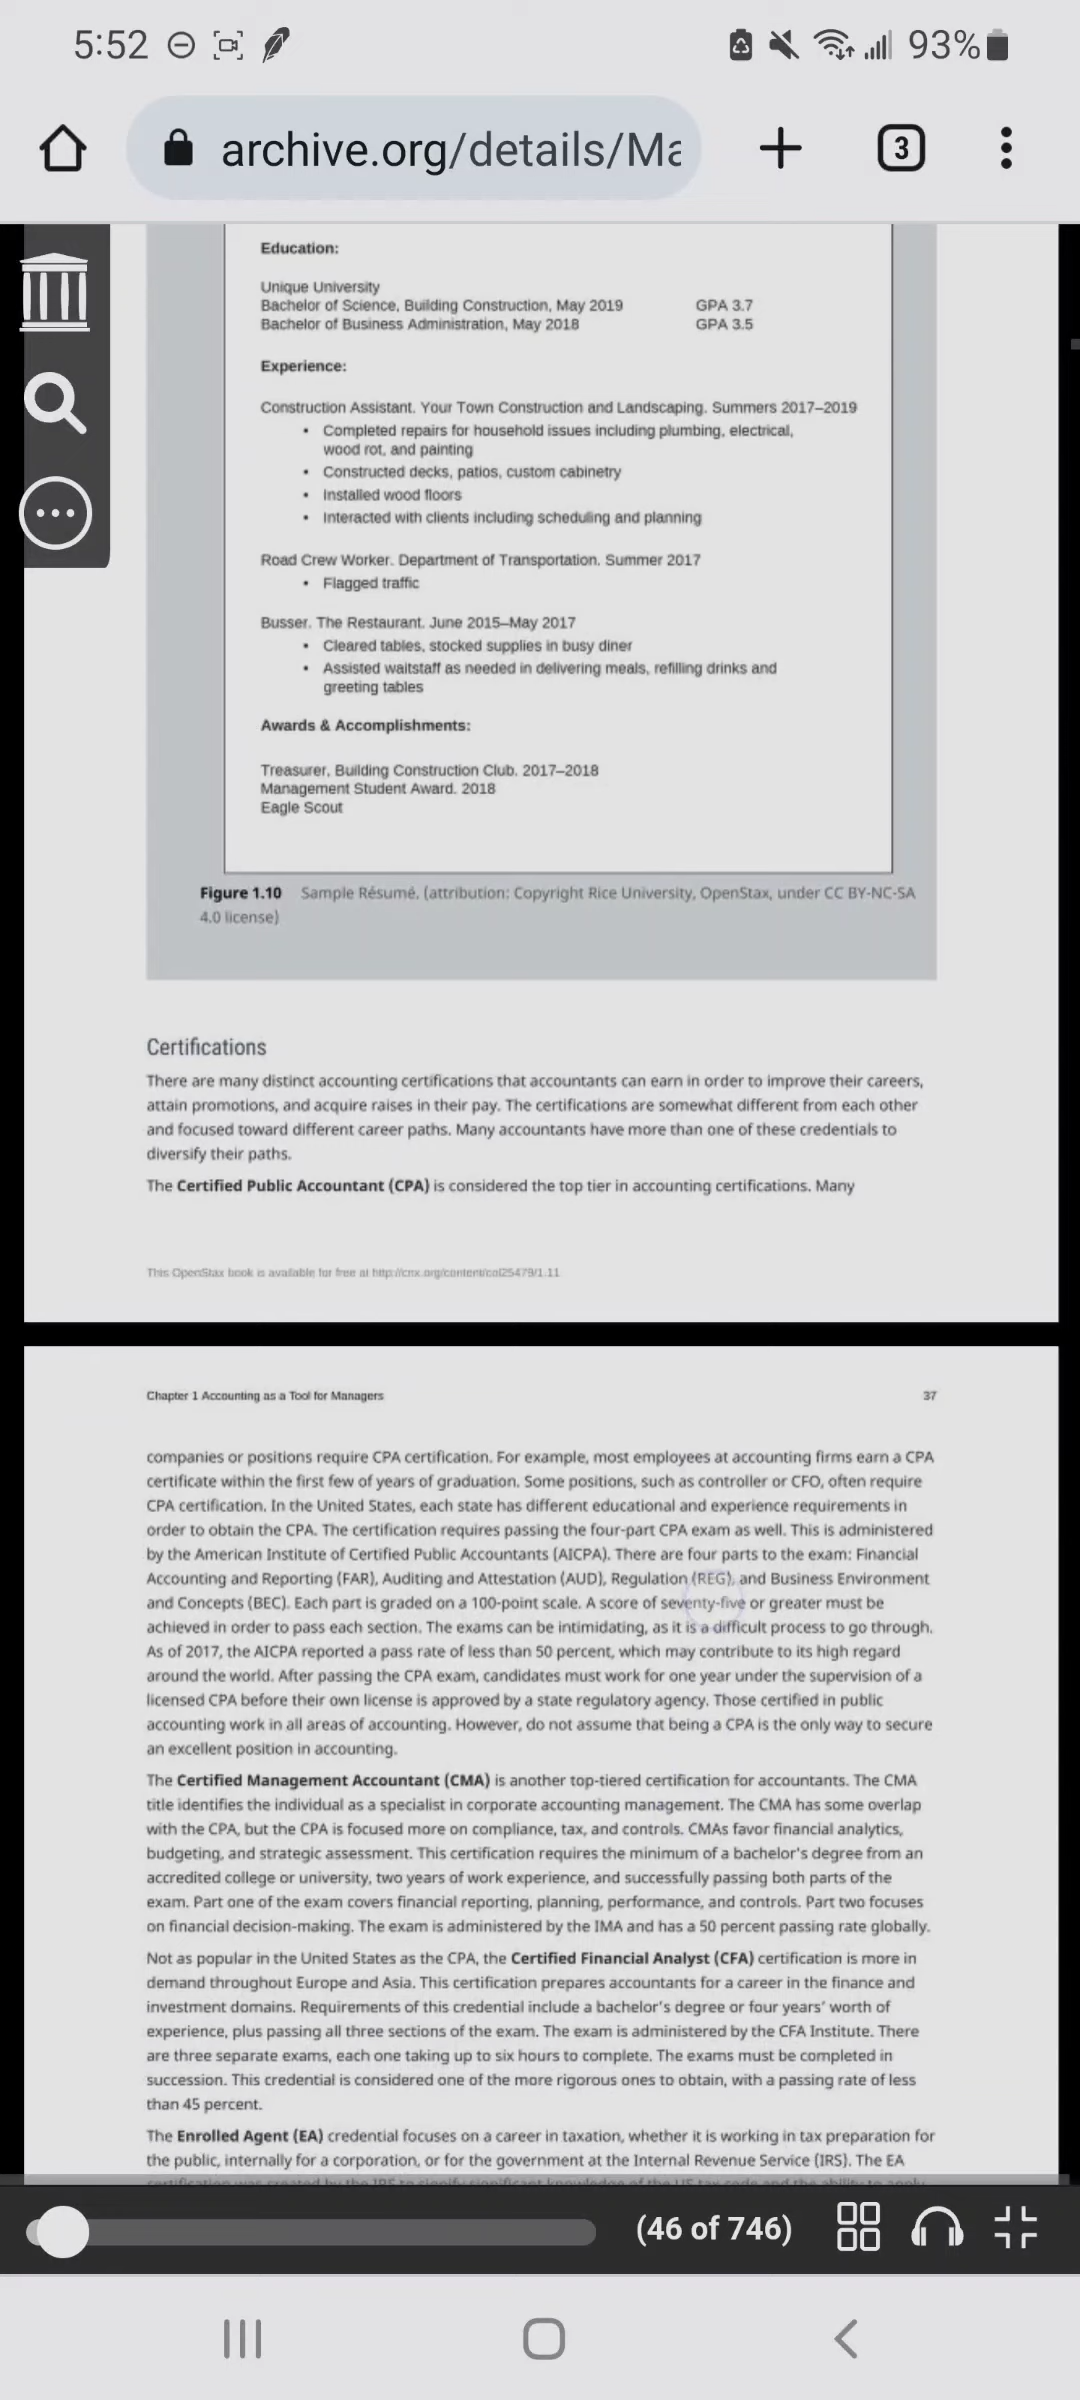 5:52
93%
archive.org/details/Ma
3
Education:
Unique University
Bachelor of Science, Building Construction, May 2019 GPA 3.7
Bachelor of Business Administration, May 2018 GPA 3.5
Experience:
Construction Assistant. Your Town Construction and Landscaping. Summers 2017–2019
• Completed repairs for household issues including plumbing, electrical,
wood rot, and painting
• Constructed decks, patios, custom cabinetry
• Installed wood floors
• Interacted with clients including scheduling and planning
Road Crew Worker. Department of Transportation. Summer 2017
• Flagged traffic
Busser. The Restaurant. June 2015–May 2017
• Cleared tables, stocked supplies in busy diner
• Assisted waitstaff as needed in delivering meals, refilling drinks and
greeting tables
Awards & Accomplishments:
Treasurer, Building Construction Club. 2017–2018
Management Student Award. 2018
Eagle Scout
Figure 1.10 Sample Résumé. (attribution: Copyright Rice University, OpenStax, under CC BY-NC-SA
4.0 license)
Certifications
There are many distinct accounting certifications that accountants can earn in order to improve their careers,
attain promotions, and acquire raises in their pay. The certifications are somewhat different from each other
and focused toward different career paths. Many accountants have more than one of these credentials to
diversify their paths.
The Certified Public Accountant (CPA) is considered the top tier in accounting certifications. Many
This OpenStax book is available for free at http://cnx.org/content/col25479/1.11
Chapter 1 Accounting as a Tool for Managers 37
companies or positions require CPA certification. For example, most employees at accounting firms earn a CPA
certificate within the first few of years of graduation. Some positions, such as controller or CFO, often require
CPA certification. In the United States, each state has different educational and experience requirements in
order to obtain the CPA. The certification requires passing the four-part CPA exam as well. This is administered
by the American Institute of Certified Public Accountants (AICPA). There are four parts to the exam: Financial
Accounting and Reporting (FAR), Auditing and Attestation (AUD), Regulation (REG), and Business Environment
and Concepts (BEC). Each part is graded on a 100-point scale. A score of seventy-five or greater must be
achieved in order to pass each section. The exams can be intimidating, as it is a difficult process to go through.
As of 2017, the AICPA reported a pass rate of less than 50 percent, which may contribute to its high regard
around the world. After passing the CPA exam, candidates must work for one year under the supervision of a
licensed CPA before their own license is approved by a state regulatory agency. Those certified in public
accounting work in all areas of accounting. However, do not assume that being a CPA is the only way to secure
an excellent position in accounting.
The Certified Management Accountant (CMA) is another top-tiered certification for accountants. The CMA
title identifies the individual as a specialist in corporate accounting management. The CMA has some overlap
with the CPA, but the CPA is focused more on compliance, tax, and controls. CMAs favor financial analytics,
budgeting, and strategic assessment. This certification requires the minimum of a bachelor's degree from an
accredited college or university, two years of work experience, and successfully passing both parts of the
exam. Part one of the exam covers financial reporting, planning, performance, and controls. Part two focuses
on financial decision-making. The exam is administered by the IMA and has a 50 percent passing rate globally.
Not as popular in the United States as the CPA, the Certified Financial Analyst (CFA) certification is more in
demand throughout Europe and Asia. This certification prepares accountants for a career in the finance and
investment domains. Requirements of this credential include a bachelor's degree or four years' worth of
experience, plus passing all three sections of the exam. The exam is administered by the CFA Institute. There
are three separate exams, each one taking up to six hours to complete. The exams must be completed in
succession. This credential is considered one of the more rigorous ones to obtain, with a passing rate of less
than 45 percent.
The Enrolled Agent (EA) credential focuses on a career in taxation, whether it is working in tax preparation for
the public, internally for a corporation, or for the government at the Internal Revenue Service (IRS). The EA
(46 of 746)